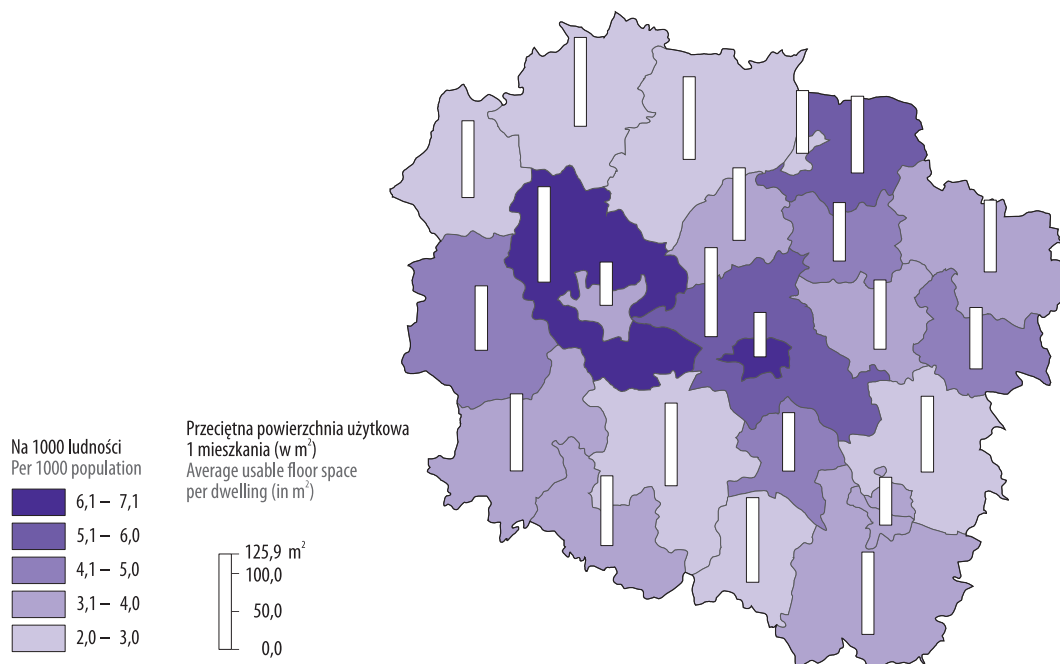 Na 1000 ludności
Per 1000 population
6,1 – 7,1
5,1 – 6,0
4,1 – 5,0
3,1 – 4,0
2,0 – 3,0
Przeciętna powierzchnia użytkowa
1 mieszkania (w m²)
Average usable floor space
per dwelling (in m²)
125,9 m²
100,0
50,0
0,0